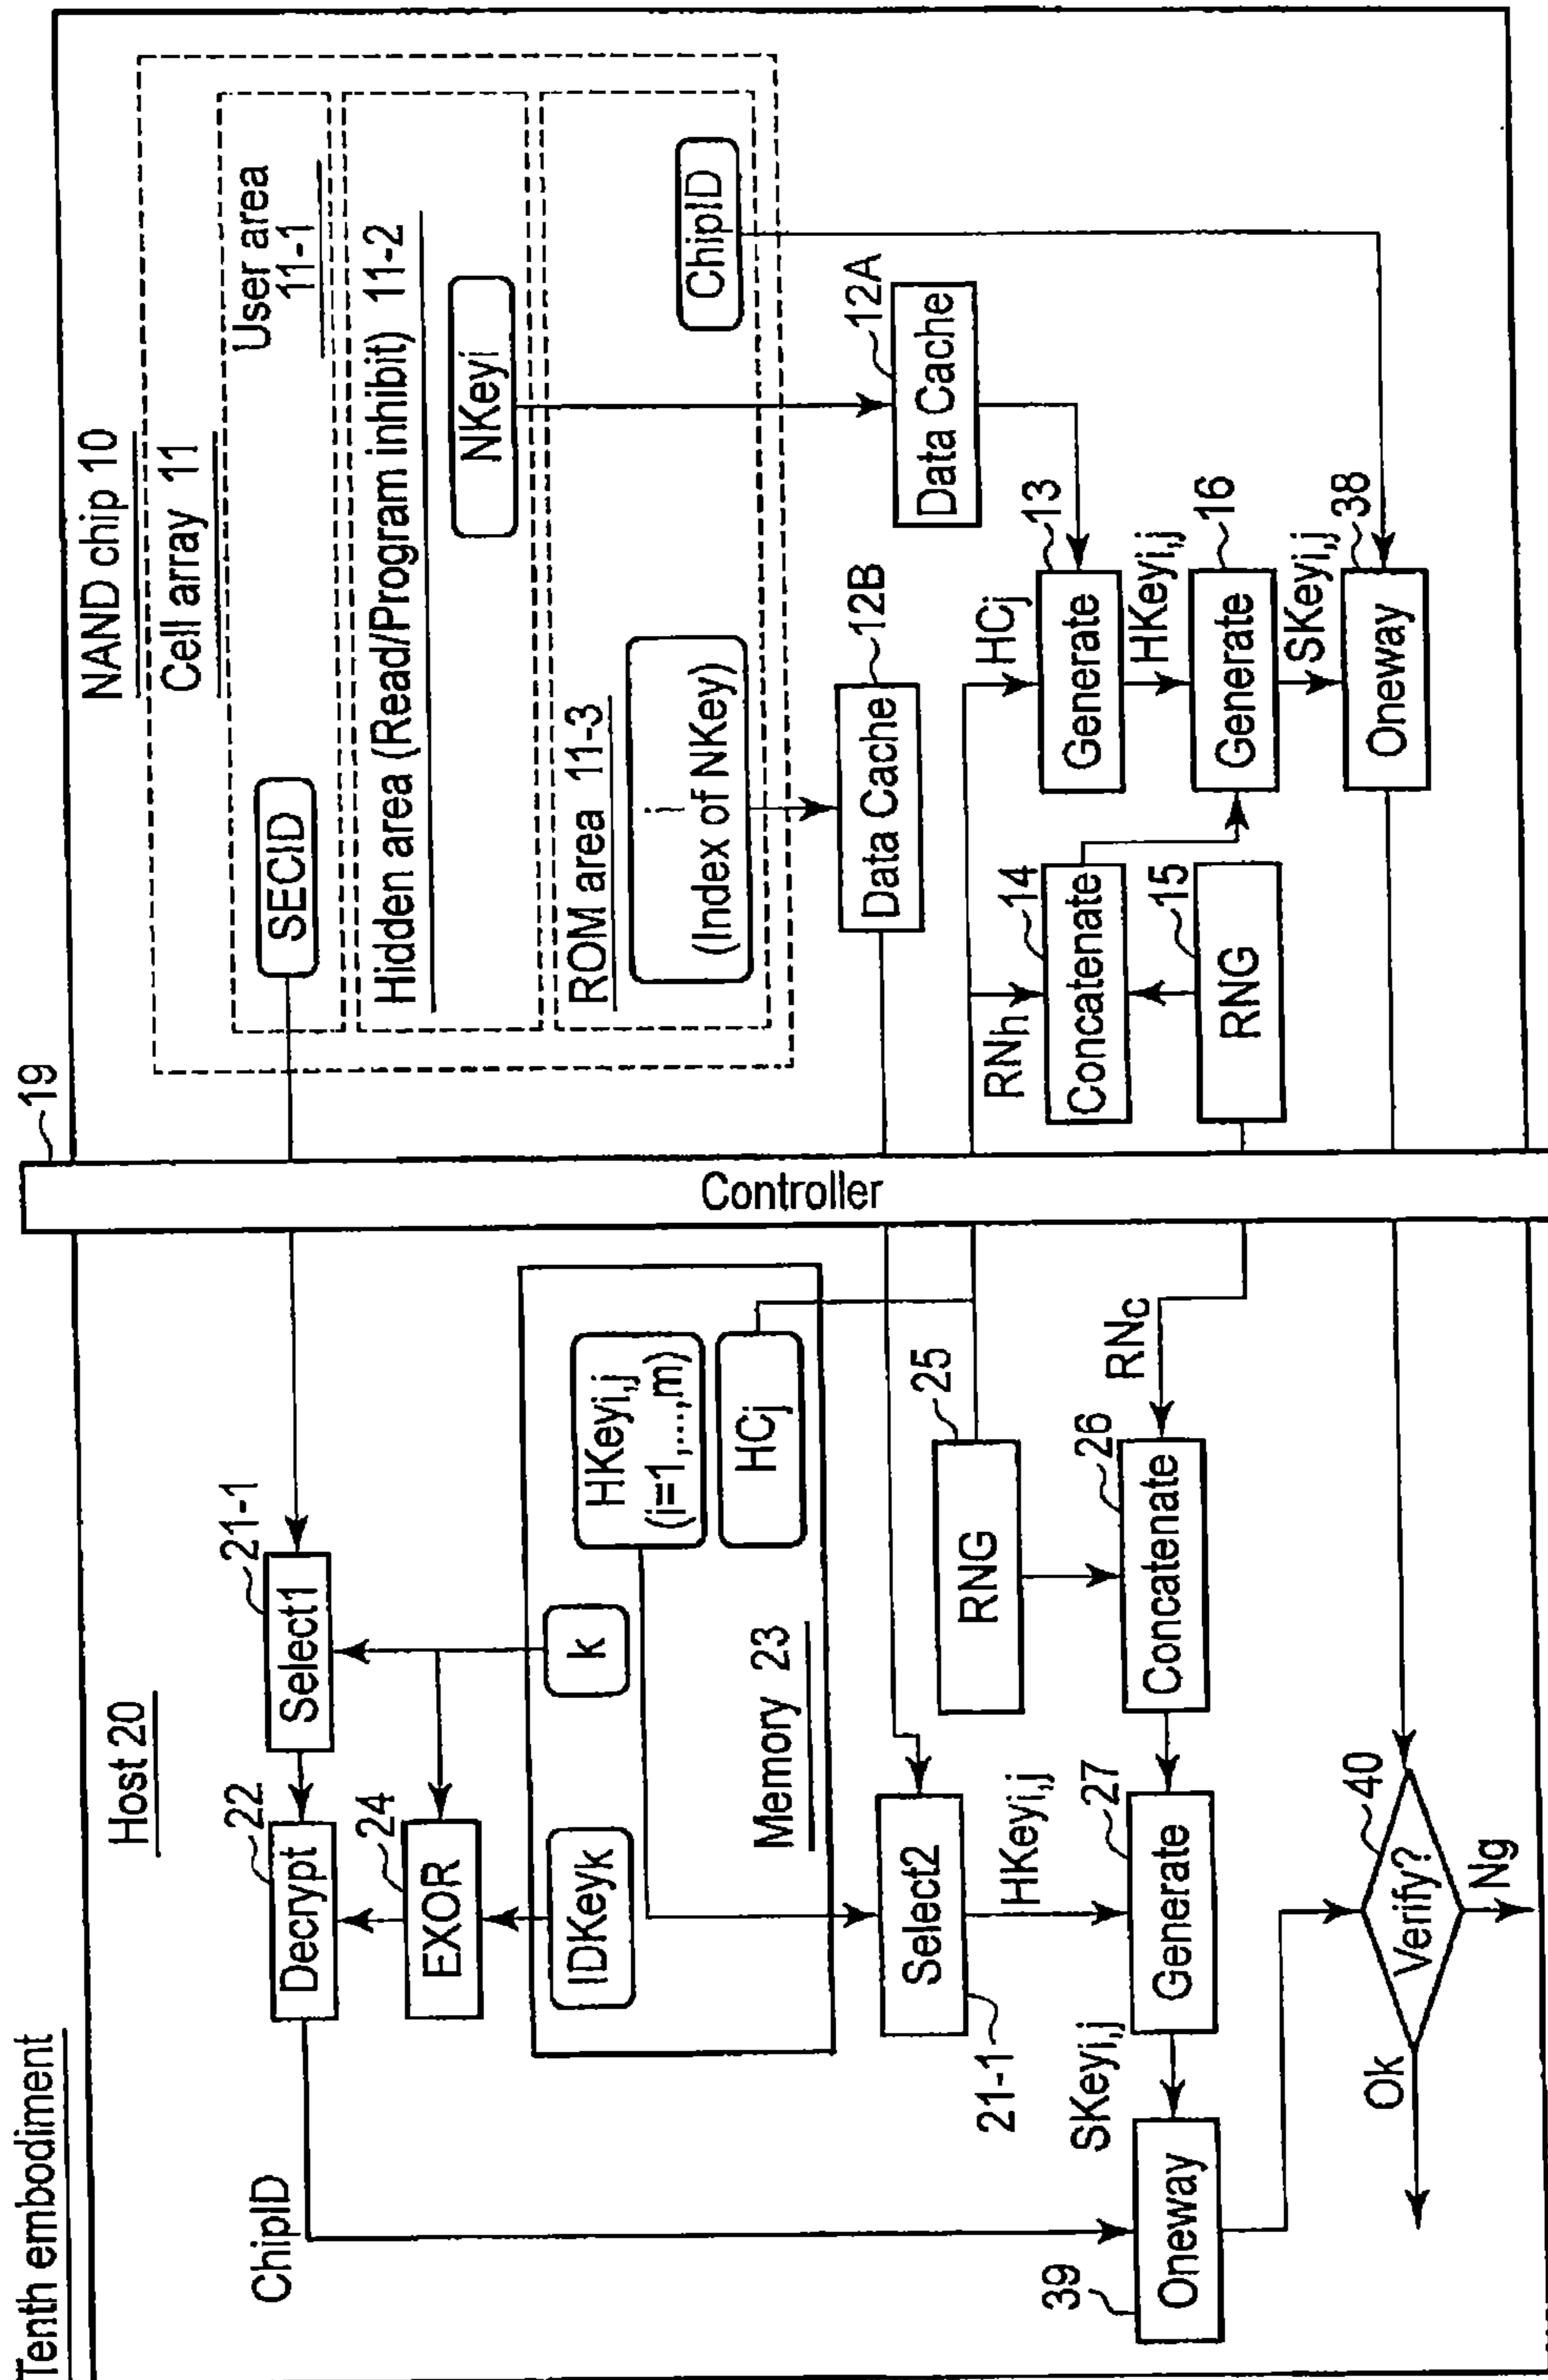 Tenth embodiment
Host 20
ChipID
Decrypt
22
Select1
21-1
EXOR
24
IDKeyk
k
HKeyi,j
(i=1,...,m)
HCj
Memory 23
Select2
21-1
HKeyi,j
RNG
25
Concatenate
26
RNc
Generate
27
SKeyi,j
Oneway
39
Verify?
40
Ok
Ng
Controller
19
NAND chip 10
Cell array 11
User area
11-1
SECID
Hidden area (Read/Program inhibit) 11-2
NKeyi
ROM area 11-3
i
(Index of NKey)
ChipID
Data Cache
12B
Data Cache
12A
HCj
Generate
13
HKeyi,j
RNh
Concatenate
14
RNG
15
Generate
16
SKeyi,j
Oneway
38